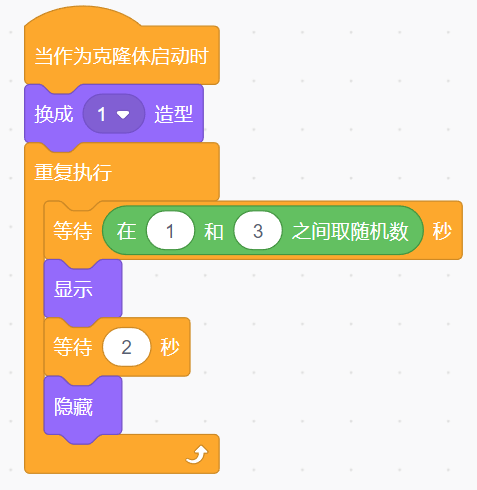 当作为克隆体启动时
换成 1 造型
重复执行
等待 在 1 和 3 之间取随机数 秒
显示
等待 2 秒
隐藏